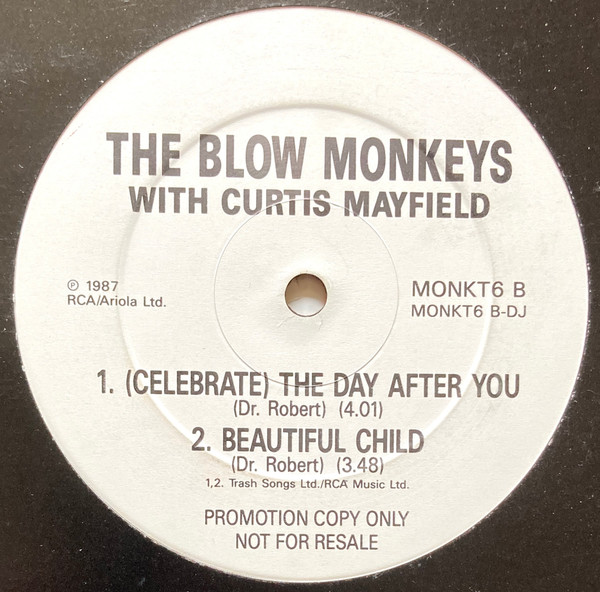 THE BLOW MONKEYS
WITH CURTIS MAYFIELD
℗ 1987
RCA/Ariola Ltd.
MONKT6 B
MONKT6 B-DJ
1. (CELEBRATE) THE DAY AFTER YOU
(Dr. Robert) (4.01)
2. BEAUTIFUL CHILD
(Dr. Robert) (3.48)
1,2. Trash Songs Ltd./RCA Music Ltd.
PROMOTION COPY ONLY
NOT FOR RESALE